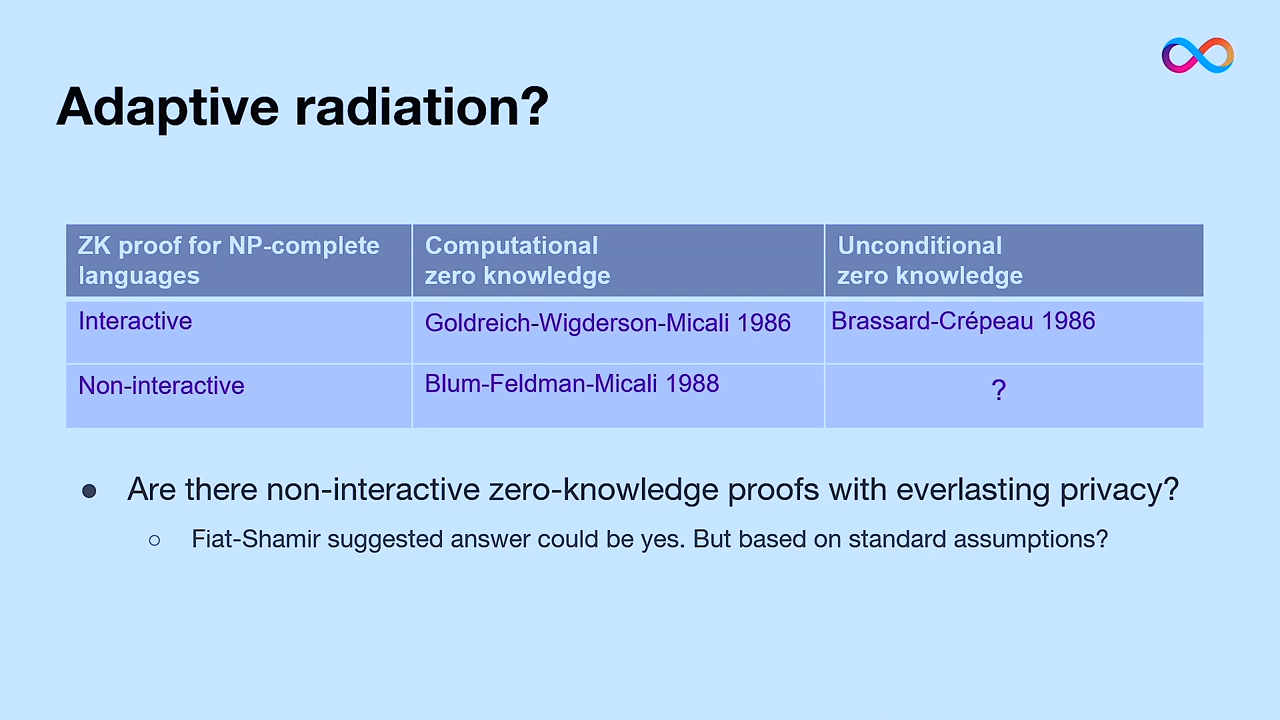 Adaptive radiation?
ZK proof for NP-complete
languages
Computational
zero knowledge
Unconditional
zero knowledge
Interactive
Goldreich-Wigderson-Micali 1986
Brassard-Crépeau 1986
Non-interactive
Blum-Feldman-Micali 1988
?
● Are there non-interactive zero-knowledge proofs with everlasting privacy?
○ Fiat-Shamir suggested answer could be yes. But based on standard assumptions?